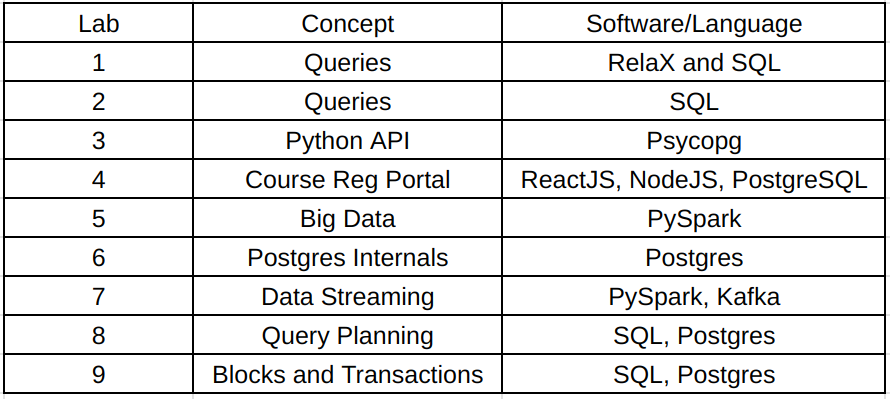 Lab Concept Software/Language
1 Queries RelaX and SQL
2 Queries SQL
3 Python API Psycopg
4 Course Reg Portal ReactJS, NodeJS, PostgreSQL
5 Big Data PySpark
6 Postgres Internals Postgres
7 Data Streaming PySpark, Kafka
8 Query Planning SQL, Postgres
9 Blocks and Transactions SQL, Postgres